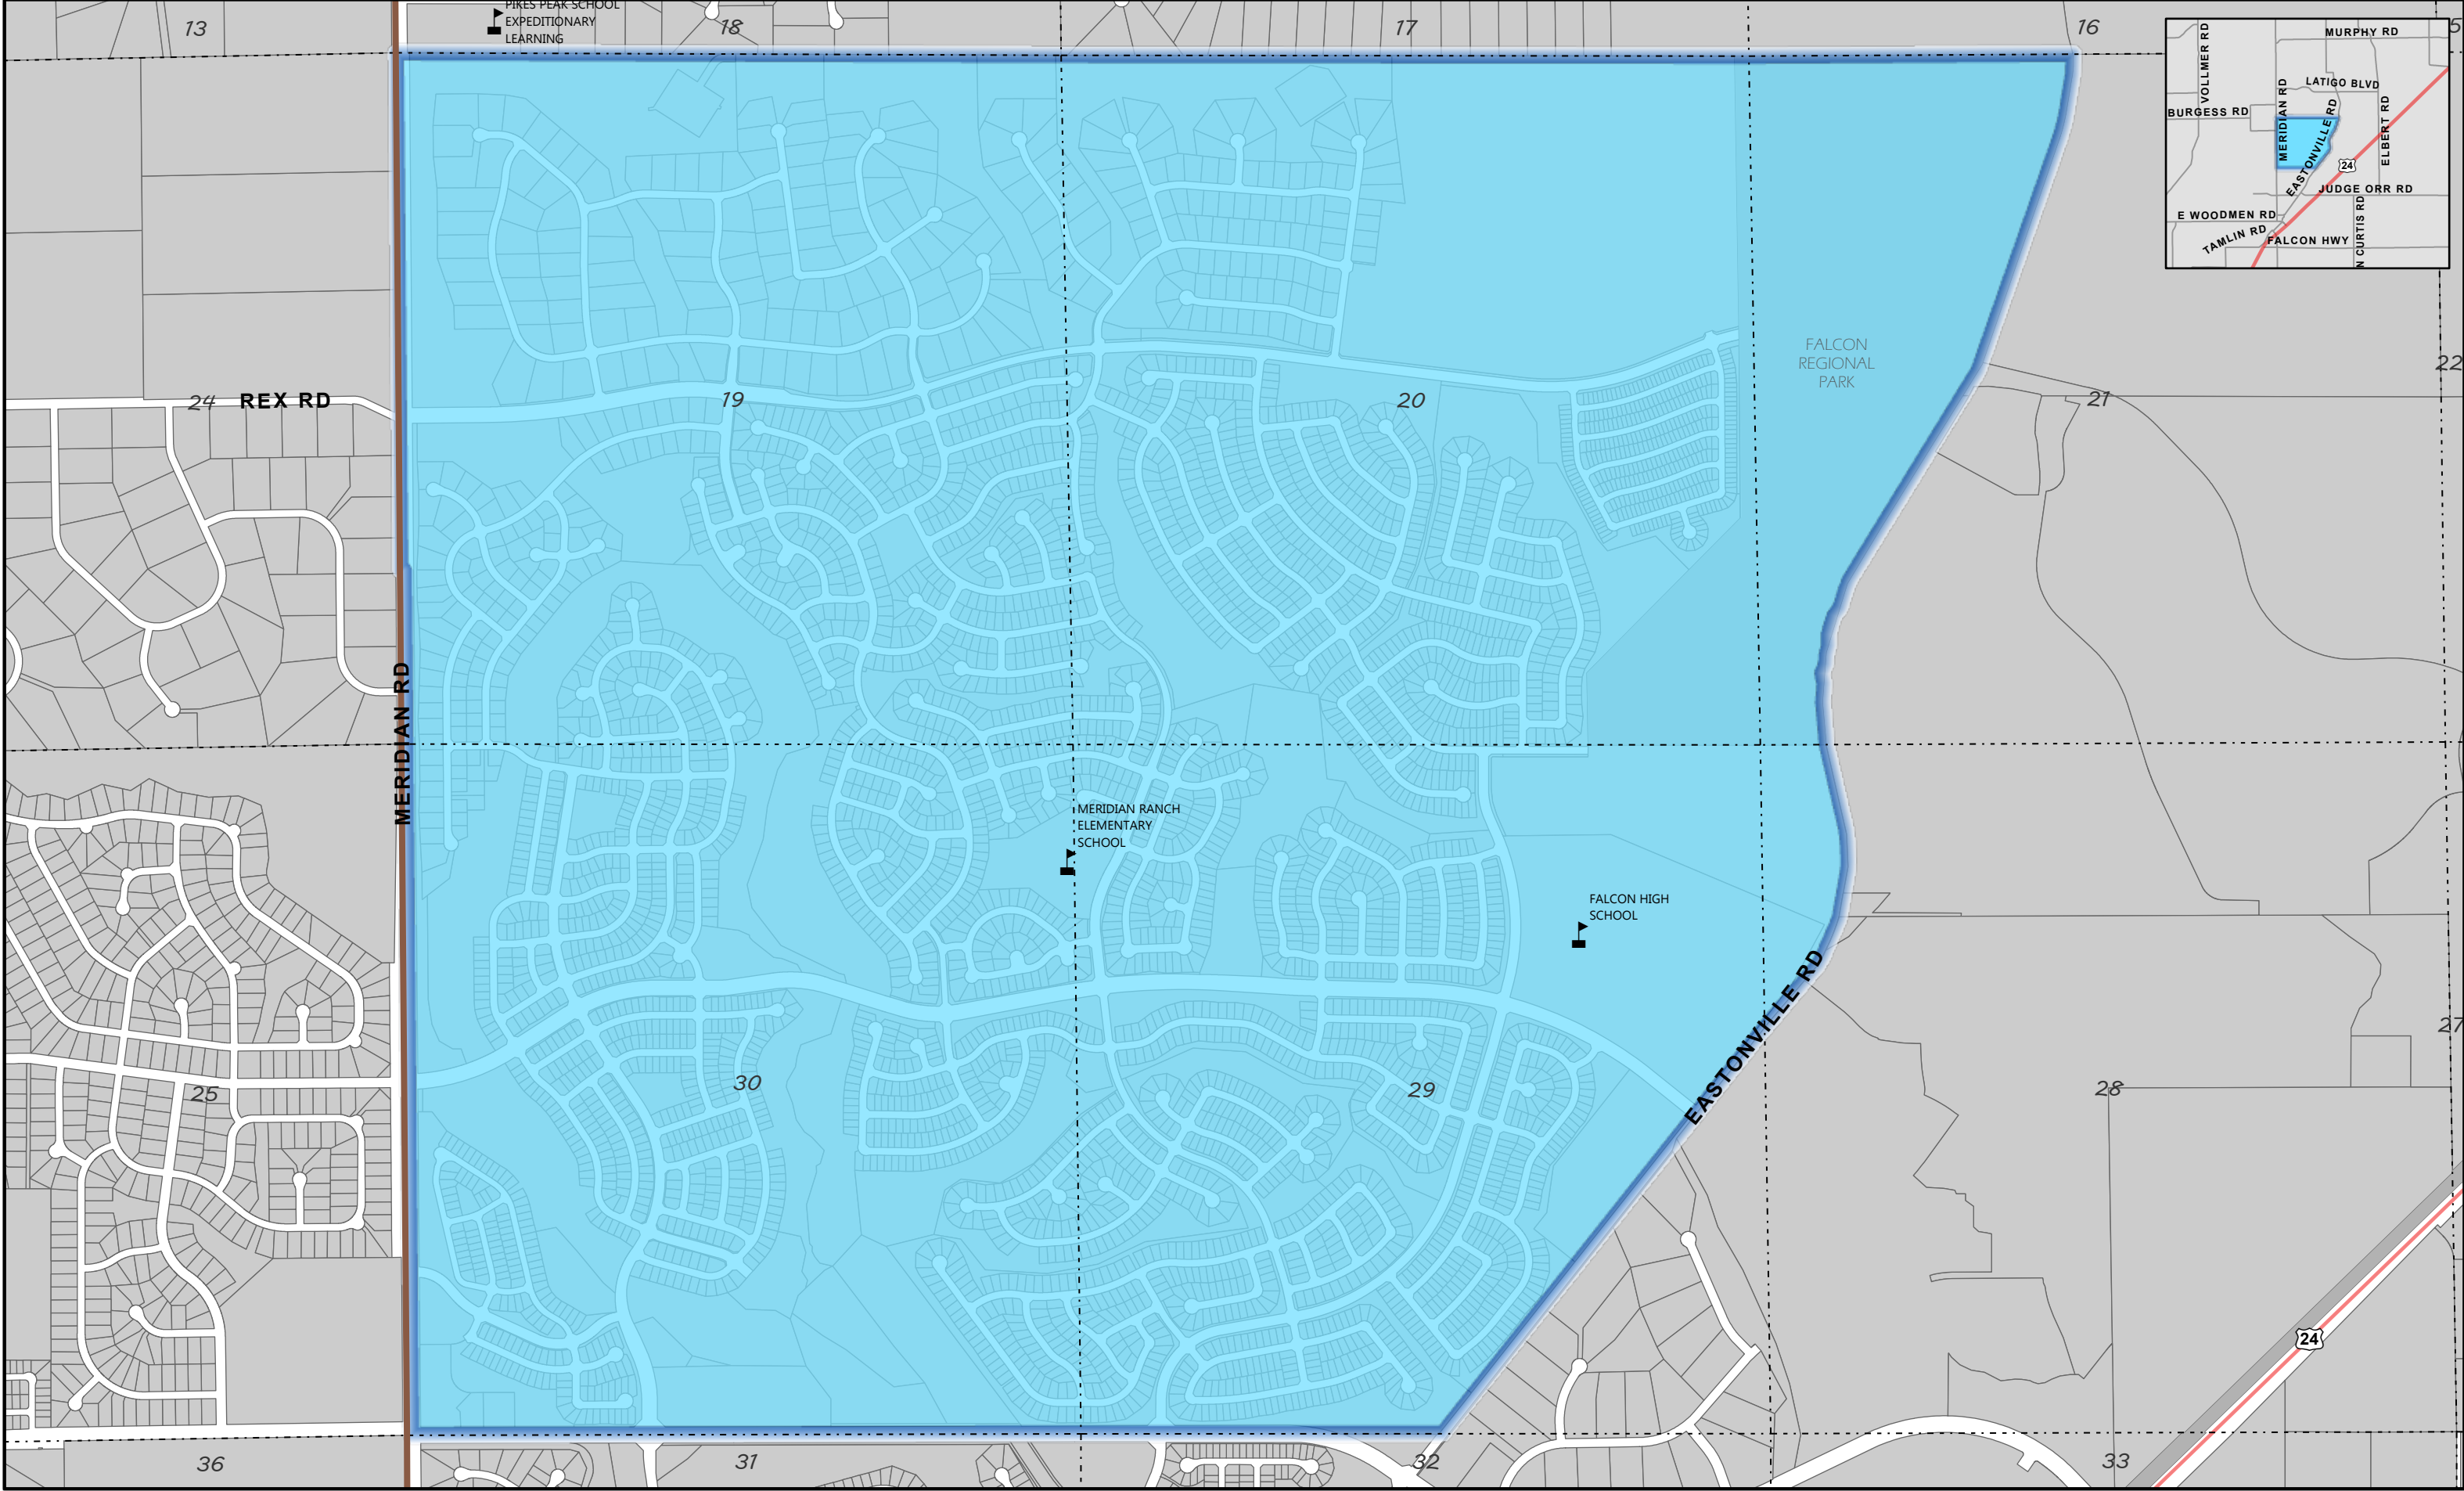 PIKES PEAK SCHOOL
EXPEDITIONARY
LEARNING
13
18
17
16
5
MURPHY RD
VOLLMER RD
LATIGO BLVD
MERIDIAN RD
BURGESS RD
EASTONVILLE RD
ELBERT RD
24
JUDGE ORR RD
E WOODMEN RD
TAMLIN RD
FALCON HWY
N CURTIS RD
FALCON
REGIONAL
PARK
22
24
REX RD
19
20
21
MERIDIAN RD
MERIDIAN RANCH
ELEMENTARY
SCHOOL
FALCON HIGH
SCHOOL
EASTONVILLE RD
27
25
30
29
28
24
36
31
32
33